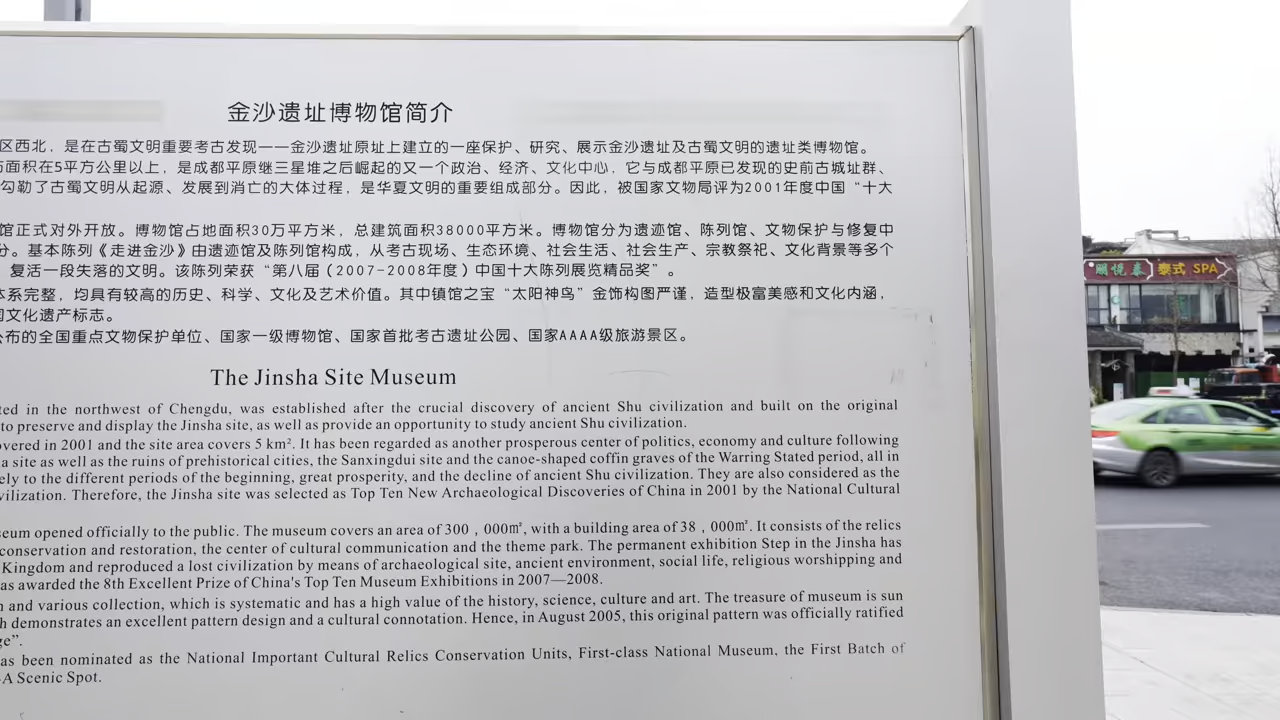 金沙遗址博物馆简介
区西北，是在古蜀文明重要考古发现——金沙遗址原址上建立的一座保护、研究、展示金沙遗址及古蜀文明的遗址类博物馆。
面积在5平方公里以上，是成都平原继三星堆之后崛起的又一个政治、经济、文化中心，它与成都平原已发现的史前古城址群、
勾勒了古蜀文明从起源、发展到消亡的大体过程，是华夏文明的重要组成部分。因此，被国家文物局评为2001年度中国“十大
馆正式对外开放。博物馆占地面积30万平方米，总建筑面积38000平方米。博物馆分为遗迹馆、陈列馆、文物保护与修复中
分。基本陈列《走进金沙》由遗迹馆及陈列馆构成，从考古现场、生态环境、社会生活、社会生产、宗教祭祀、文化背景等多个
复活一段失落的文明。该陈列荣获“第八届（2007-2008年度）中国十大陈列展览精品奖”。
体系完整，均具有较高的历史、科学、文化及艺术价值。其中镇馆之宝“太阳神鸟”金饰构图严谨，造型极富美感和文化内涵，
文化遗产标志。
公布的全国重点文物保护单位、国家一级博物馆、国家首批考古遗址公园、国家AAAA级旅游景区。
The Jinsha Site Museum
ted in the northwest of Chengdu, was established after the crucial discovery of ancient Shu civilization and built on the original
to preserve and display the Jinsha site, as well as provide an opportunity to study ancient Shu civilization.
overed in 2001 and the site area covers 5 km². It has been regarded as another prosperous center of politics, economy and culture following
a site as well as the ruins of prehistorical cities, the Sanxingdui site and the canoe-shaped coffin graves of the Warring Stated period, all in
ely to the different periods of the beginning, great prosperity, and the decline of ancient Shu civilization. They are also considered as the
vilization. Therefore, the Jinsha site was selected as Top Ten New Archaeological Discoveries of China in 2001 by the National Cultural
seum opened officially to the public. The museum covers an area of 300，000㎡, with a building area of 38，000㎡. It consists of the relics
conservation and restoration, the center of cultural communication and the theme park. The permanent exhibition Step in the Jinsha has
Kingdom and reproduced a lost civilization by means of archaeological site, ancient environment, social life, religious worshipping and
as awarded the 8th Excellent Prize of China's Top Ten Museum Exhibitions in 2007—2008.
n and various collection, which is systematic and has a high value of the history, science, culture and art. The treasure of museum is sun
h demonstrates an excellent pattern design and a cultural connotation. Hence, in August 2005, this original pattern was officially ratified
ge”.
as been nominated as the National Important Cultural Relics Conservation Units, First-class National Museum, the First Batch of
-A Scenic Spot.
颐悦泰 泰式 SPA